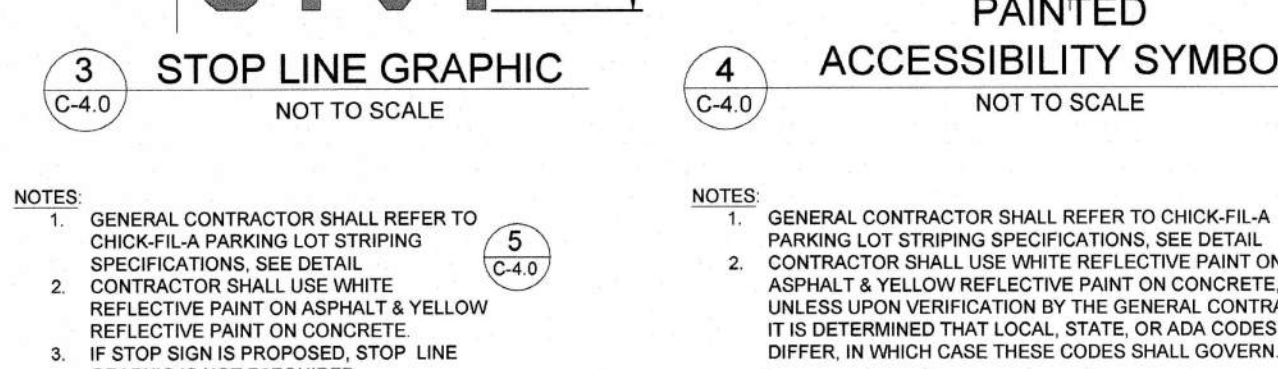 3
C-4.0
STOP LINE GRAPHIC
NOT TO SCALE
NOTES:
1. GENERAL CONTRACTOR SHALL REFER TO
CHICK-FIL-A PARKING LOT STRIPING
SPECIFICATIONS, SEE DETAIL
5
C-4.0
2. CONTRACTOR SHALL USE WHITE
REFLECTIVE PAINT ON ASPHALT & YELLOW
REFLECTIVE PAINT ON CONCRETE.
3. IF STOP SIGN IS PROPOSED, STOP LINE
PAINTED
4
C-4.0
ACCESSIBILITY SYMBO
NOT TO SCALE
NOTES:
1. GENERAL CONTRACTOR SHALL REFER TO CHICK-FIL-A
PARKING LOT STRIPING SPECIFICATIONS, SEE DETAIL
2. CONTRACTOR SHALL USE WHITE REFLECTIVE PAINT ON
ASPHALT & YELLOW REFLECTIVE PAINT ON CONCRETE,
UNLESS UPON VERIFICATION BY THE GENERAL CONTRA
IT IS DETERMINED THAT LOCAL, STATE, OR ADA CODES
DIFFER, IN WHICH CASE THESE CODES SHALL GOVERN.